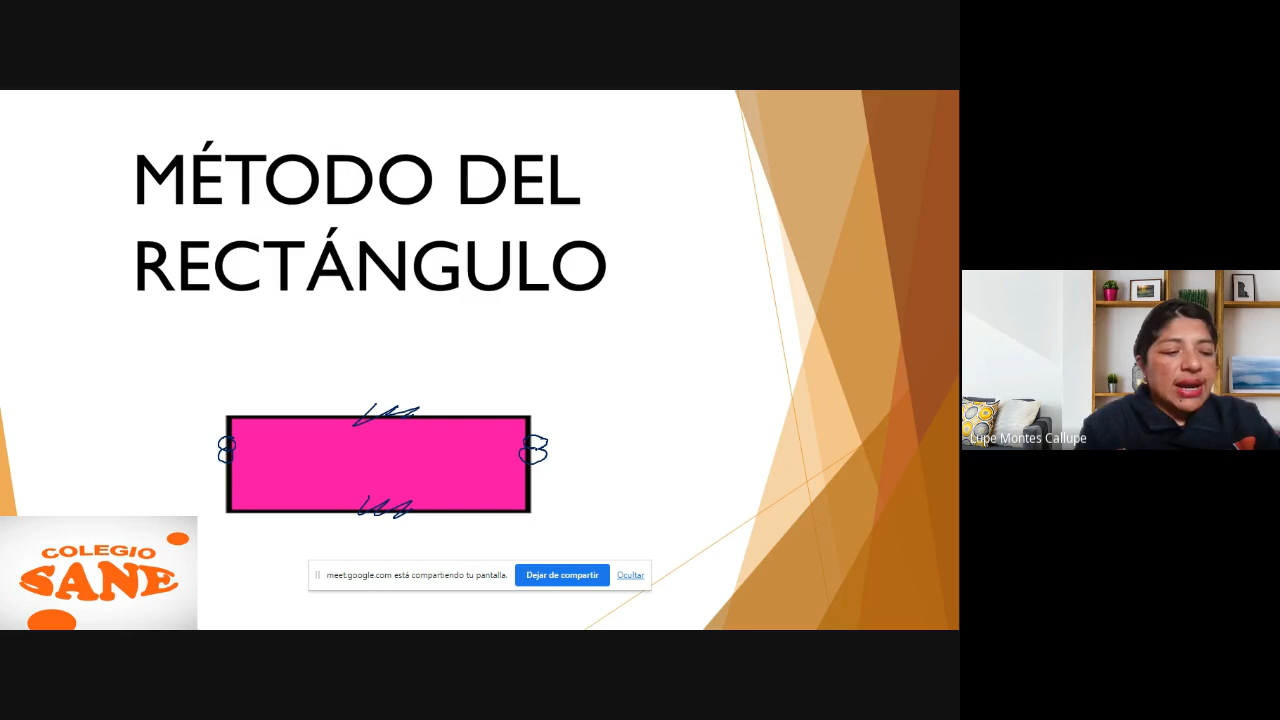 MÉTODO DEL
RECTÁNGULO
COLEGIO
SANE
meet.google.com está compartiendo tu pantalla.
Dejar de compartir
Ocultar
Lupe Montes Callupe